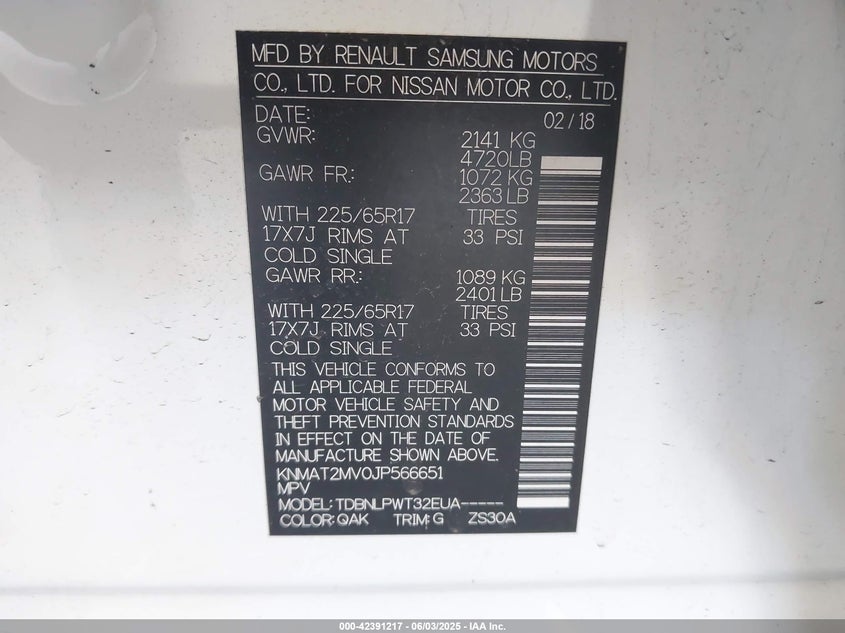 MFD BY RENAULT SAMSUNG MOTORS
CO., LTD. FOR NISSAN MOTOR CO., LTD.
DATE: 02/18
GVWR: 2141 KG
4720LB
GAWR FR.: 1072 KG
2363 LB
WITH 225/65R17 TIRES
17X7J RIMS AT 33 PSI
COLD SINGLE
GAWR RR.: 1089 KG
2401 LB
WITH 225/65R17 TIRES
17X7J RIMS AT 33 PSI
COLD SINGLE
THIS VEHICLE CONFORMS TO
ALL APPLICABLE FEDERAL
MOTOR VEHICLE SAFETY AND
THEFT PREVENTION STANDARDS
IN EFFECT ON THE DATE OF
MANUFACTURE SHOWN ABOVE.
KNMAT2MV0JP566651
MPV
MODEL: TDBNLPWT32EUA-----
COLOR: QAK TRIM: G ZS30A
000-42391217 - 06/03/2025 - IAA Inc.